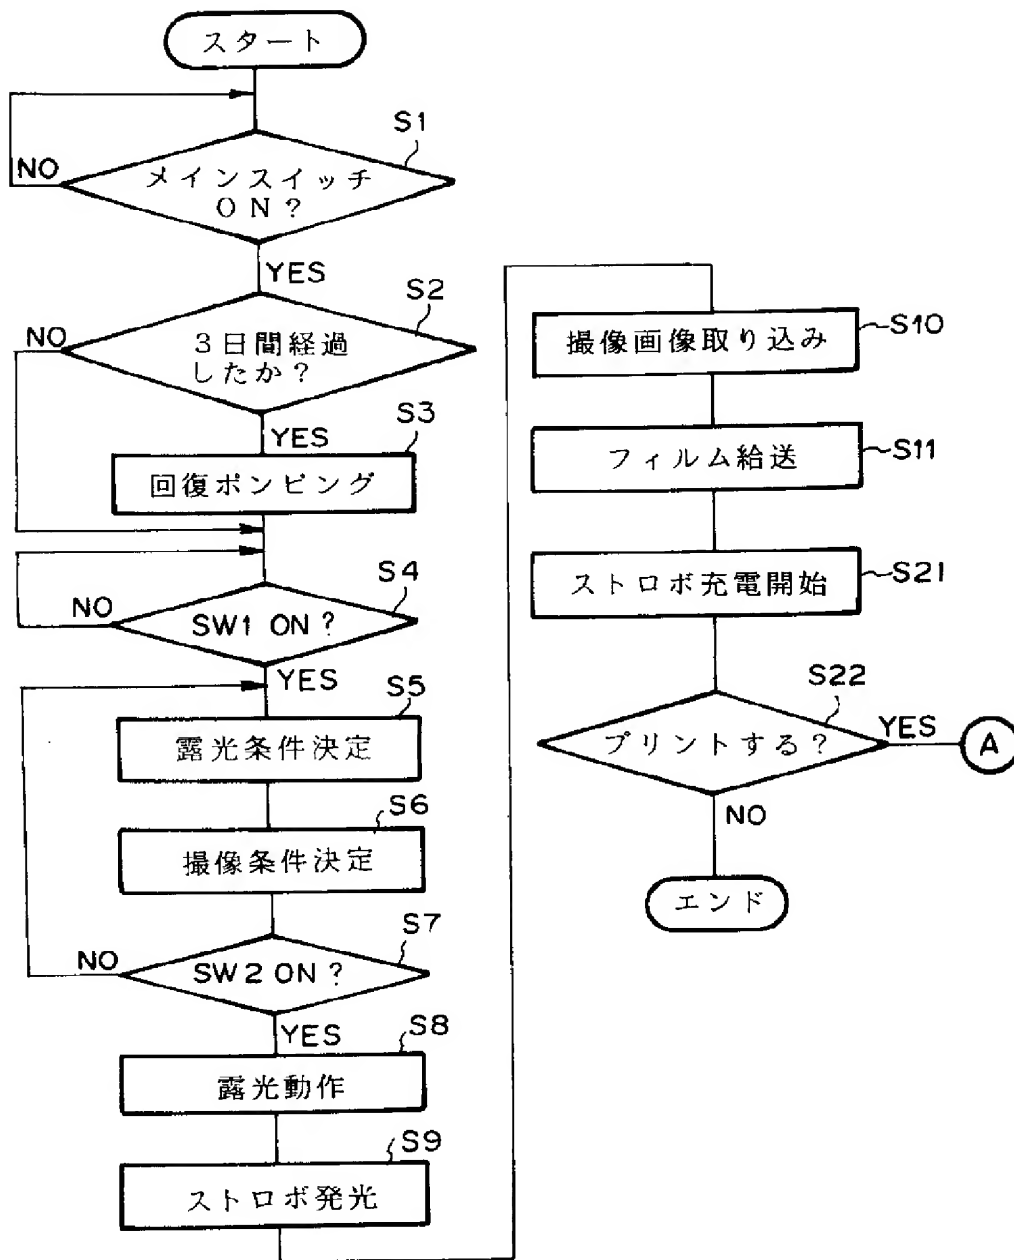 スタート
S1
NO
メインスイッチ
ON?
YES
S2
NO
3日間経過
したか?
YES
S3
回復ポンピング
S4
NO
SW1 ON?
YES
S5
露光条件決定
S6
撮像条件決定
S7
NO
SW2 ON?
YES
S8
露光動作
S9
ストロボ発光
撮像画像取り込み
S10
フィルム給送
S11
ストロボ充電開始
S21
S22
プリントする?
YES
A
NO
エンド